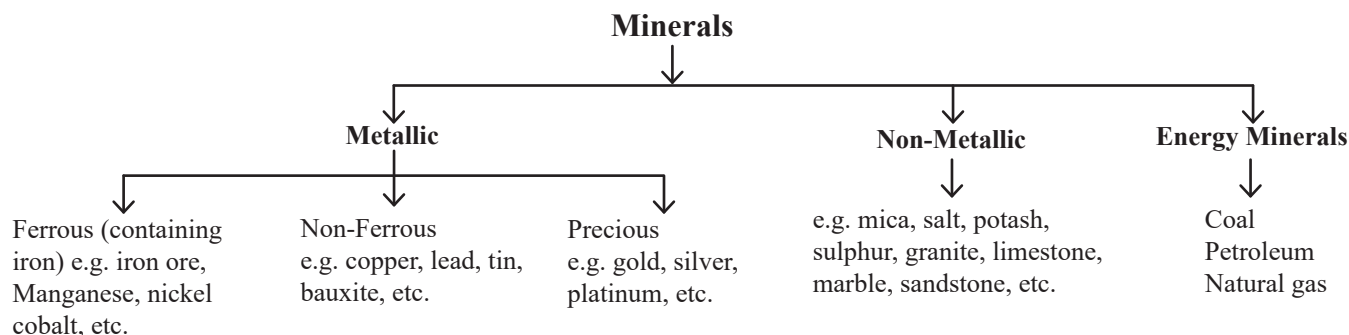 Minerals
Metallic
Non-Metallic
Energy Minerals
Ferrous (containing
iron) e.g. iron ore,
Manganese, nickel
cobalt, etc.
Non-Ferrous
e.g. copper, lead, tin,
bauxite, etc.
Precious
e.g. gold, silver,
platinum, etc.
e.g. mica, salt, potash,
sulphur, granite, limestone,
marble, sandstone, etc.
Coal
Petroleum
Natural gas